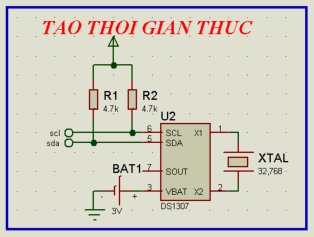 TAO THOI GIAN THUC
R1
4.7k
R2
4.7k
U2
scl
sda
6 SCL X1 1
5 SDA
XTAL
32,768
BAT1
7 SOUT
3 VBAT X2 2
- +
3V
DS1307